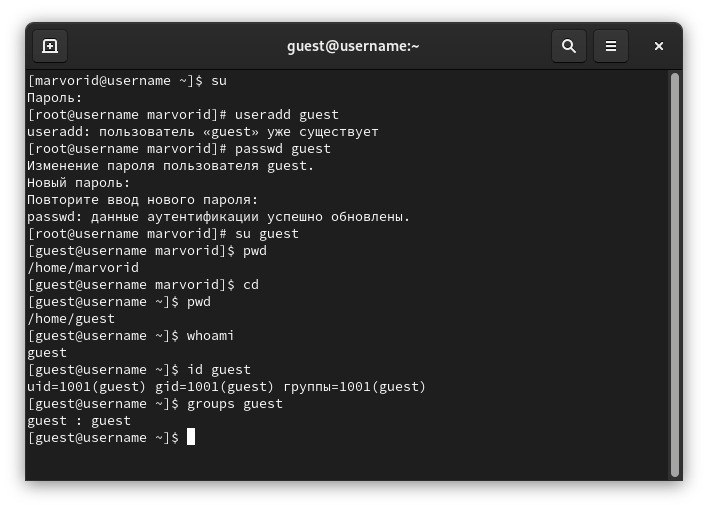 guest@username:~
[marvorid@username ~]$ su
Пароль:
[root@username marvorid]# useradd guest
useradd: пользователь «guest» уже существует
[root@username marvorid]# passwd guest
Изменение пароля пользователя guest.
Новый пароль:
Повторите ввод нового пароля:
passwd: данные аутентификации успешно обновлены.
[root@username marvorid]# su guest
[guest@username marvorid]$ pwd
/home/marvorid
[guest@username marvorid]$ cd
[guest@username ~]$ pwd
/home/guest
[guest@username ~]$ whoami
guest
[guest@username ~]$ id guest
uid=1001(guest) gid=1001(guest) группы=1001(guest)
[guest@username ~]$ groups guest
guest : guest
[guest@username ~]$